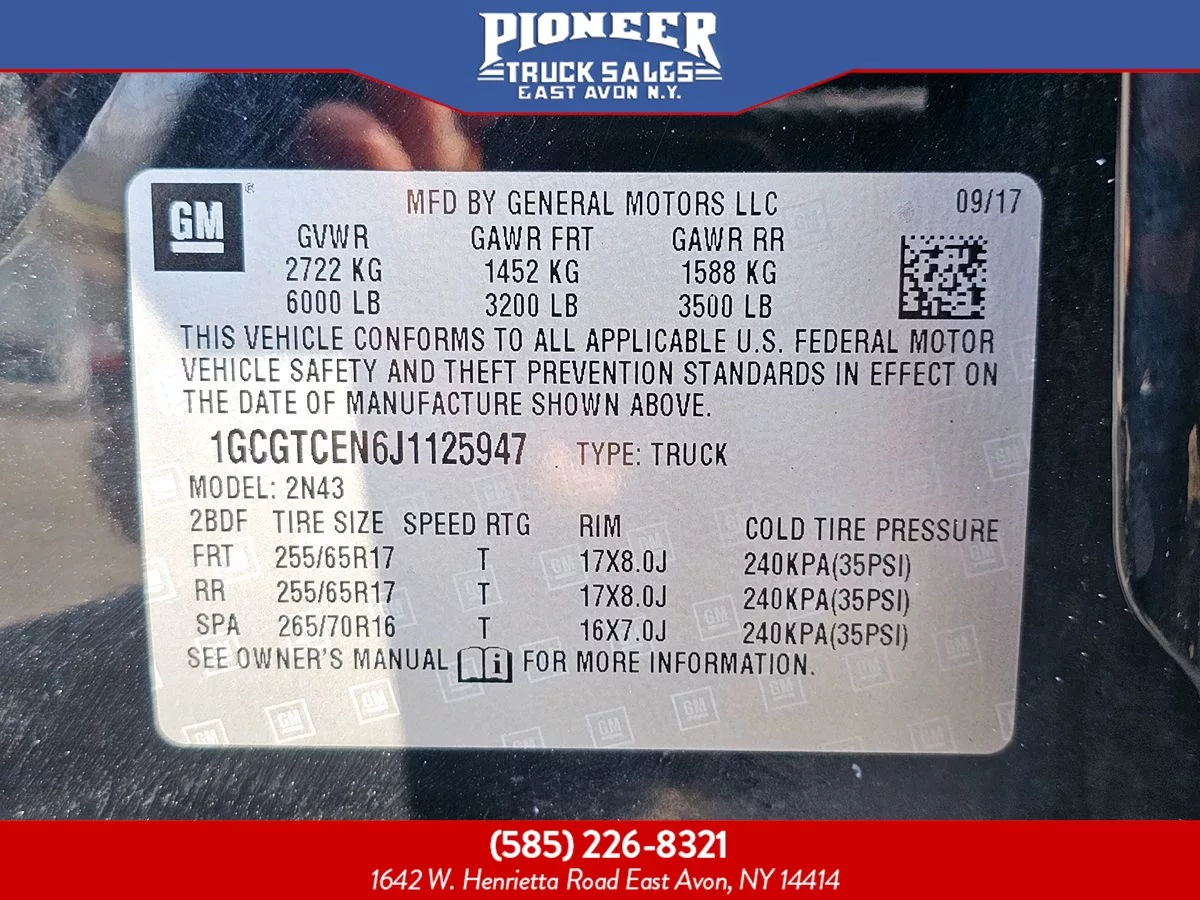 PIONEER
TRUCK SALES
EAST AVON N.Y.
GM ® MFD BY GENERAL MOTORS LLC 09/17
GVWR GAWR FRT GAWR RR
2722 KG 1452 KG 1588 KG
6000 LB 3200 LB 3500 LB
THIS VEHICLE CONFORMS TO ALL APPLICABLE U.S. FEDERAL MOTOR
VEHICLE SAFETY AND THEFT PREVENTION STANDARDS IN EFFECT ON
THE DATE OF MANUFACTURE SHOWN ABOVE.
1GCGTCEN6J1125947 TYPE: TRUCK
MODEL: 2N43
2BDF TIRE SIZE SPEED RTG RIM COLD TIRE PRESSURE
FRT 255/65R17 T 17X8.0J 240KPA(35PSI)
RR 255/65R17 T 17X8.0J 240KPA(35PSI)
SPA 265/70R16 T 16X7.0J 240KPA(35PSI)
SEE OWNER'S MANUAL i FOR MORE INFORMATION.
(585) 226-8321
1642 W. Henrietta Road East Avon, NY 14414